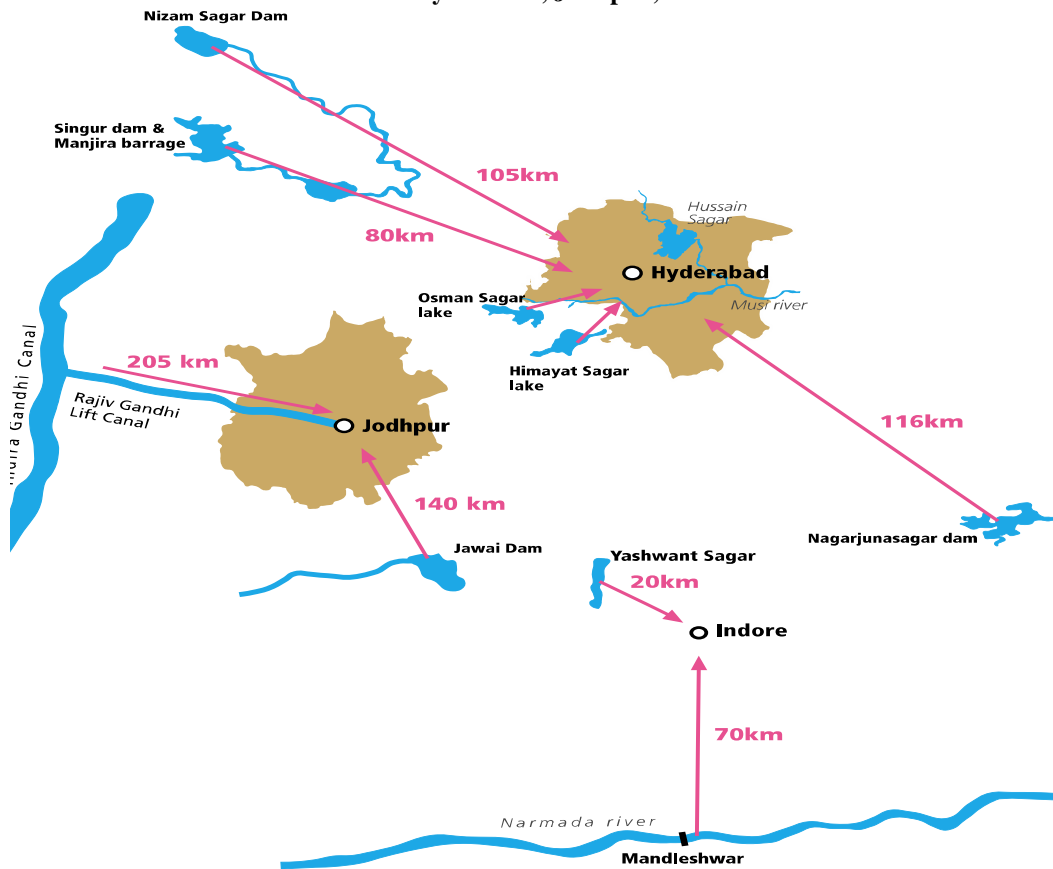 Nizam Sagar Dam
Singur dam &
Manjira barrage
105km
80km
Hussain
Sagar
Hyderabad
Osman Sagar
lake
Musi river
Himayat Sagar
lake
205 km
Indira Gandhi Canal
Rajiv Gandhi
Lift Canal
Jodhpur
116km
140 km
Jawai Dam
Nagarjunasagar dam
Yashwant Sagar
20km
Indore
70km
Narmada river
Mandleshwar